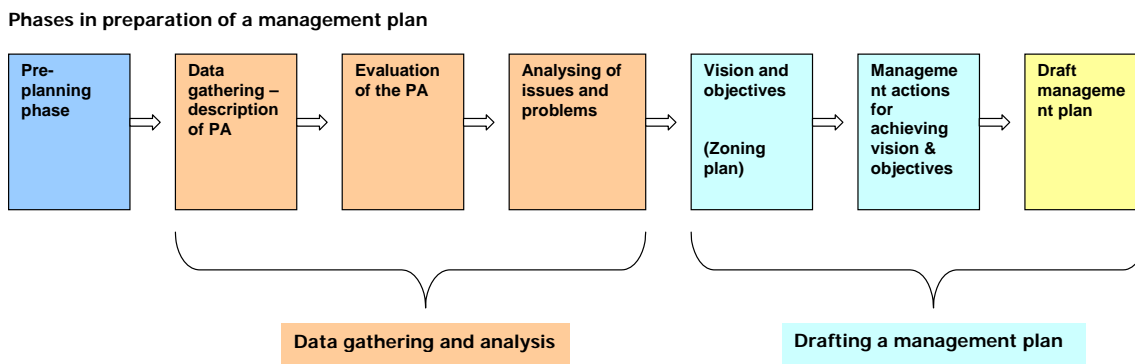 Phases in preparation of a management plan
Pre-
planning
phase
Data
gathering –
description
of PA
Evaluation
of the PA
Analysing of
issues and
problems
Vision and
objectives
(Zoning
plan)
Manageme
nt actions
for
achieving
vision &
objectives
Draft
manageme
nt plan
Data gathering and analysis
Drafting a management plan